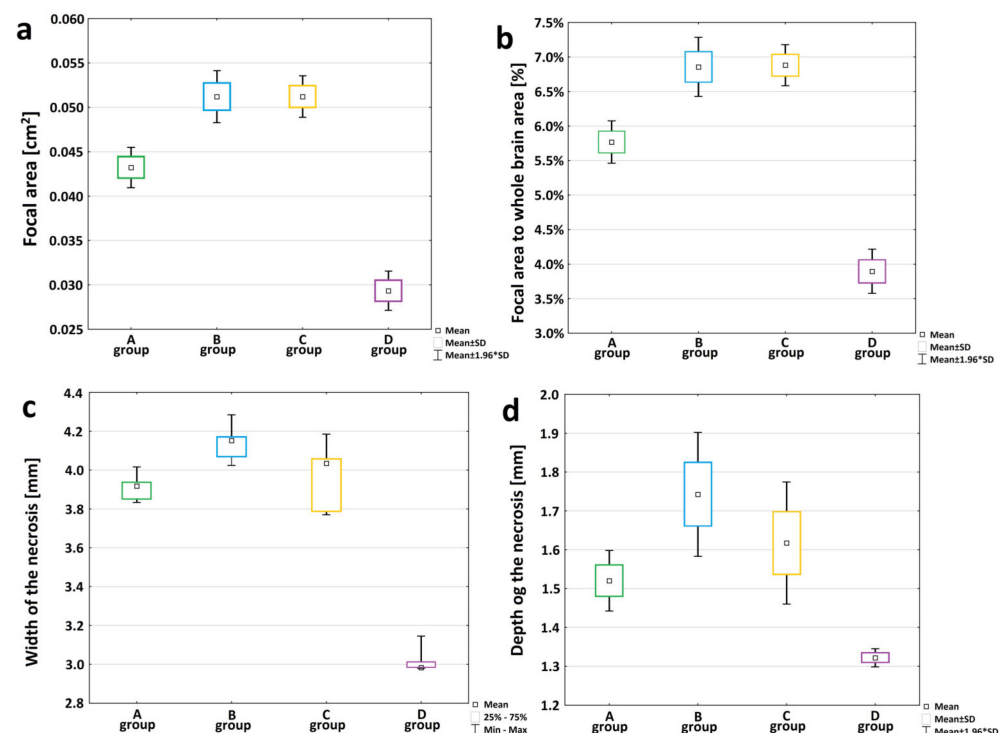 a
Focal area [cm²]
0.060
0.055
0.050
0.045
0.040
0.035
0.030
0.025
A
group
B
group
C
group
D
group
Mean
Mean±SD
Mean±1.96*SD
b
Focal area to whole brain area [%]
7.5%
7.0%
6.5%
6.0%
5.5%
5.0%
4.5%
4.0%
3.5%
3.0%
A
group
B
group
C
group
D
group
Mean
Mean±SD
Mean±1.96*SD
c
Width of the necrosis [mm]
4.4
4.2
4.0
3.8
3.6
3.4
3.2
3.0
2.8
A
group
B
group
C
group
D
group
Mean
25% - 75%
Min - Max
d
Depth og the necrosis [mm]
2.0
1.9
1.8
1.7
1.6
1.5
1.4
1.3
1.2
A
group
B
group
C
group
D
group
Mean
Mean±SD
Mean±1.96*SD